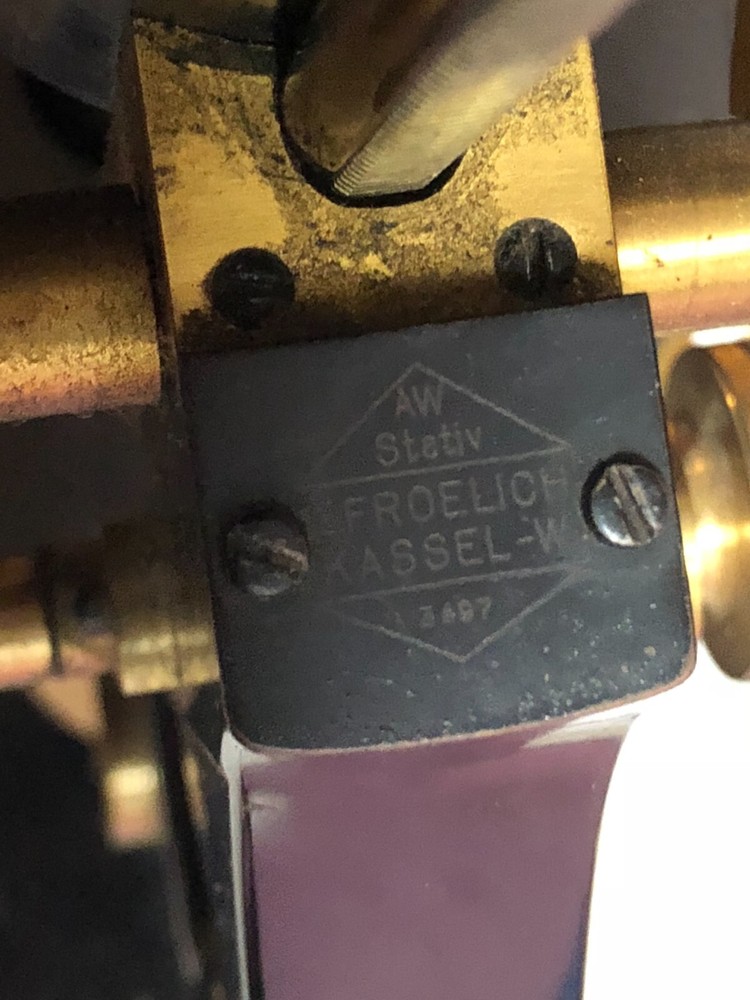 AW
Stativ
FROELICH
KASSEL-W
3497